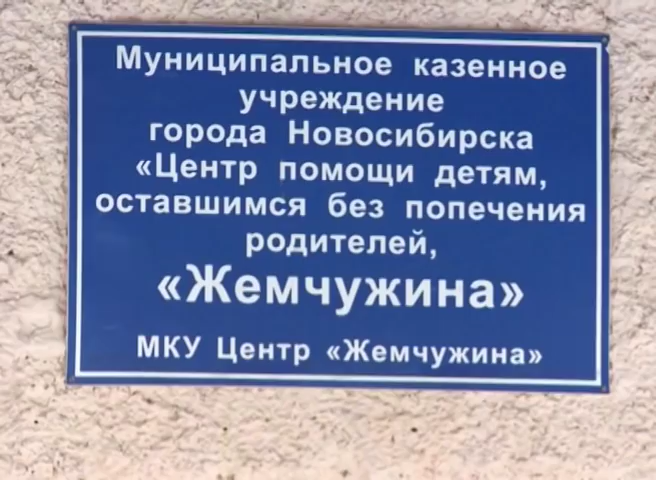 Муниципальное казенное
учреждение
города Новосибирска
«Центр помощи детям,
оставшимся без попечения
родителей,
«Жемчужина»
МКУ Центр «Жемчужина»